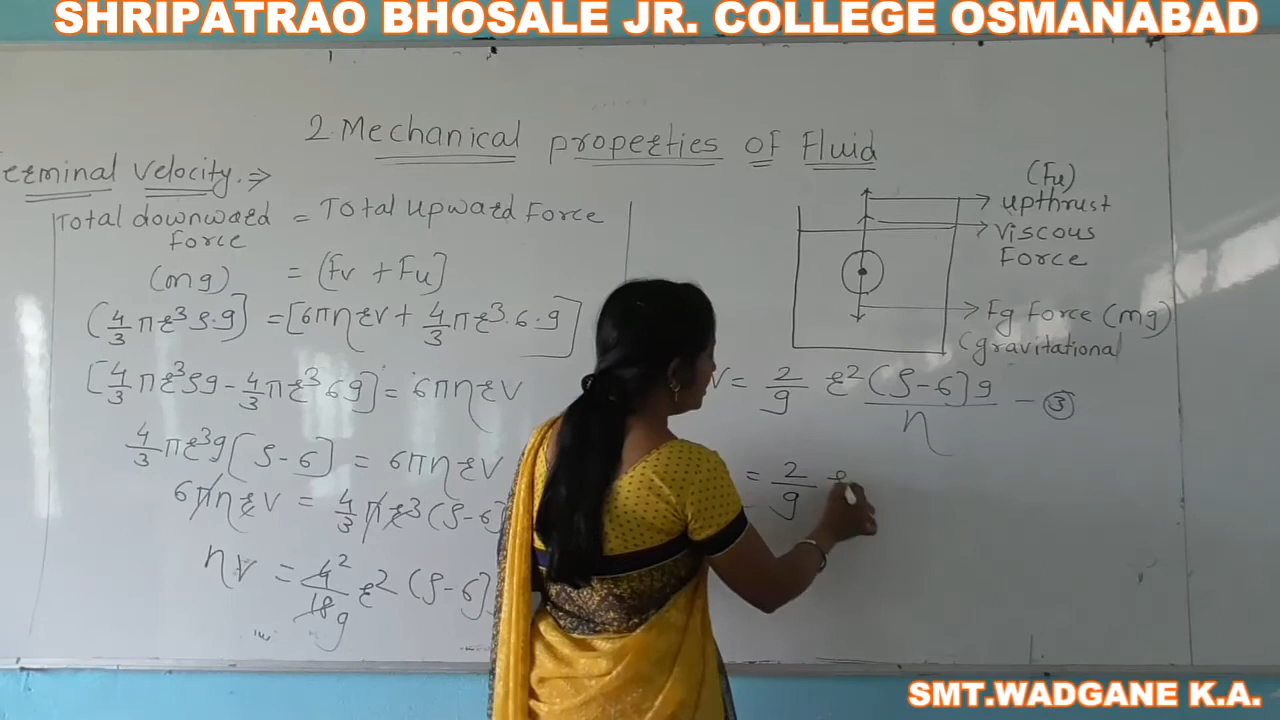 SHRIPATRAO BHOSALE JR. COLLEGE OSMANABAD
2. Mechanical properties of Fluid
Terminal velocity. ⇒
Total downward = Total upward Force
Force
(mg) = (Fv + Fu]
(4/3 πr³ρ·g] = [6πηrv + 4/3 πr³·σ·g]
[4/3 πr³ρg - 4/3 πr³σg] = 6πηrv
4/3 πr³g [ρ-σ] = 6πηrv
6πηrv = 4/3 πr³ (ρ-σ]
ηv = 4²/18 9 r² (ρ-σ]
(Fu)
upthrust
viscous
Force
Fg Force (mg)
(gravitational
V = 2/9 r² (ρ-σ] g / η - ③
= 2/9 r
SMT.WADGANE K.A.